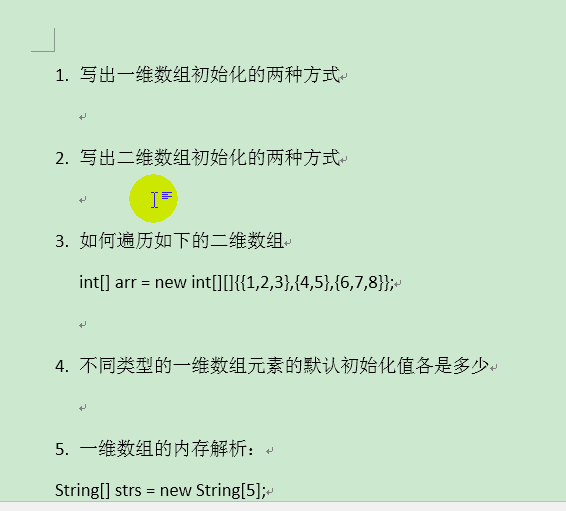 1. 写出一维数组初始化的两种方式
2. 写出二维数组初始化的两种方式
3. 如何遍历如下的二维数组
int[] arr = new int[][]{{1,2,3},{4,5},{6,7,8}};
4. 不同类型的一维数组元素的默认初始化值各是多少
5. 一维数组的内存解析：
String[] strs = new String[5];